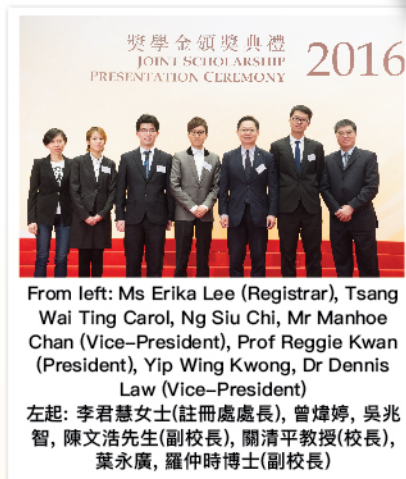 獎學金頒獎典禮
JOINT SCHOLARSHIP
PRESENTATION CEREMONY
2016
From left: Ms Erika Lee (Registrar), Tsang
Wai Ting Carol, Ng Siu Chi, Mr Manhoe
Chan (Vice-President), Prof Reggie Kwan
(President), Yip Wing Kwong, Dr Dennis
Law (Vice-President)
左起: 李君慧女士(註冊處處長), 曾煒婷, 吳兆
智, 陳文浩先生(副校長), 關清平教授(校長),
葉永廣, 羅仲時博士(副校長)